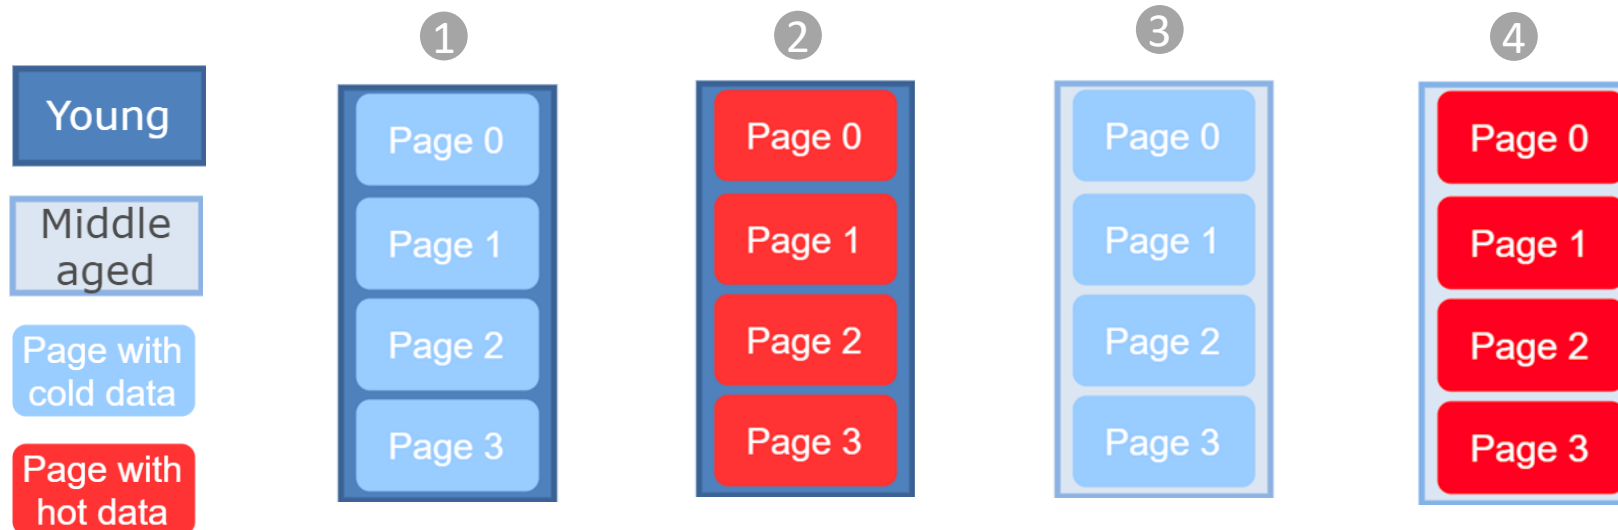 1
2
3
4
Young
Middle
aged
Page with
cold data
Page with
hot data
Page 0
Page 1
Page 2
Page 3
Page 0
Page 1
Page 2
Page 3
Page 0
Page 1
Page 2
Page 3
Page 0
Page 1
Page 2
Page 3